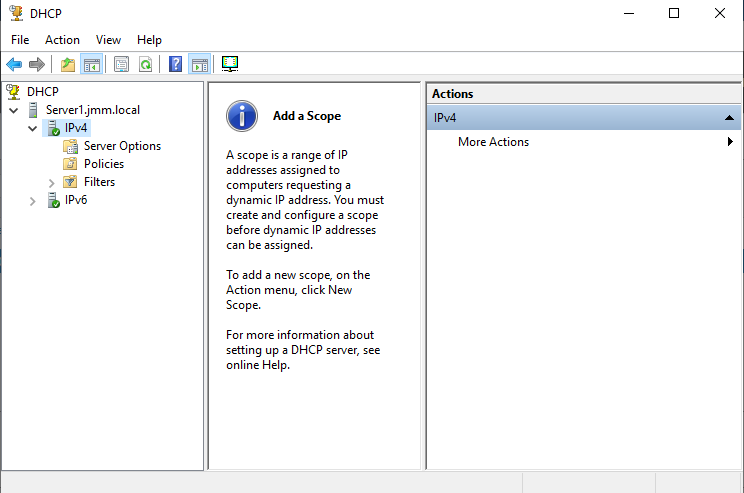 DHCP
File Action View Help
DHCP
Server1.jmm.local
IPv4
Server Options
Policies
Filters
IPv6
Add a Scope
A scope is a range of IP
addresses assigned to
computers requesting a
dynamic IP address. You must
create and configure a scope
before dynamic IP addresses
can be assigned.
To add a new scope, on the
Action menu, click New
Scope.
For more information about
setting up a DHCP server, see
online Help.
Actions
IPv4
More Actions